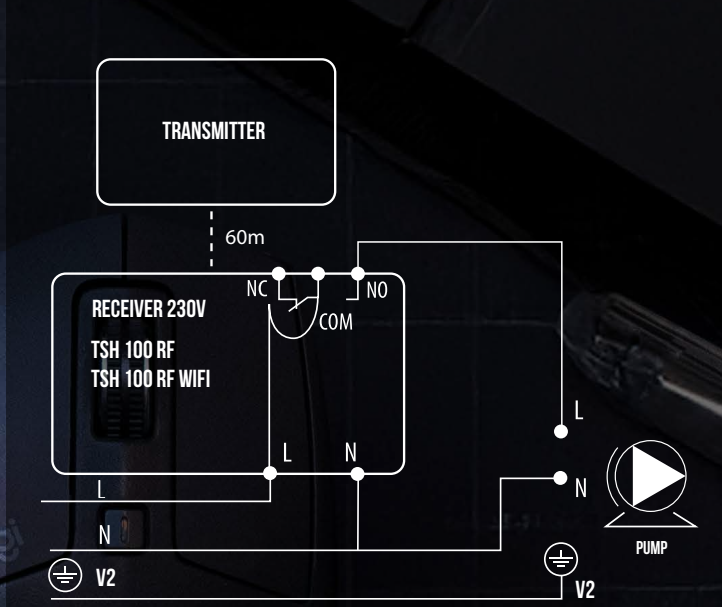 TRANSMITTER
60m
NC
NO
COM
RECEIVER 230V
TSH 100 RF
TSH 100 RF WIFI
L
N
L
N
L
N
PUMP
V2
V2